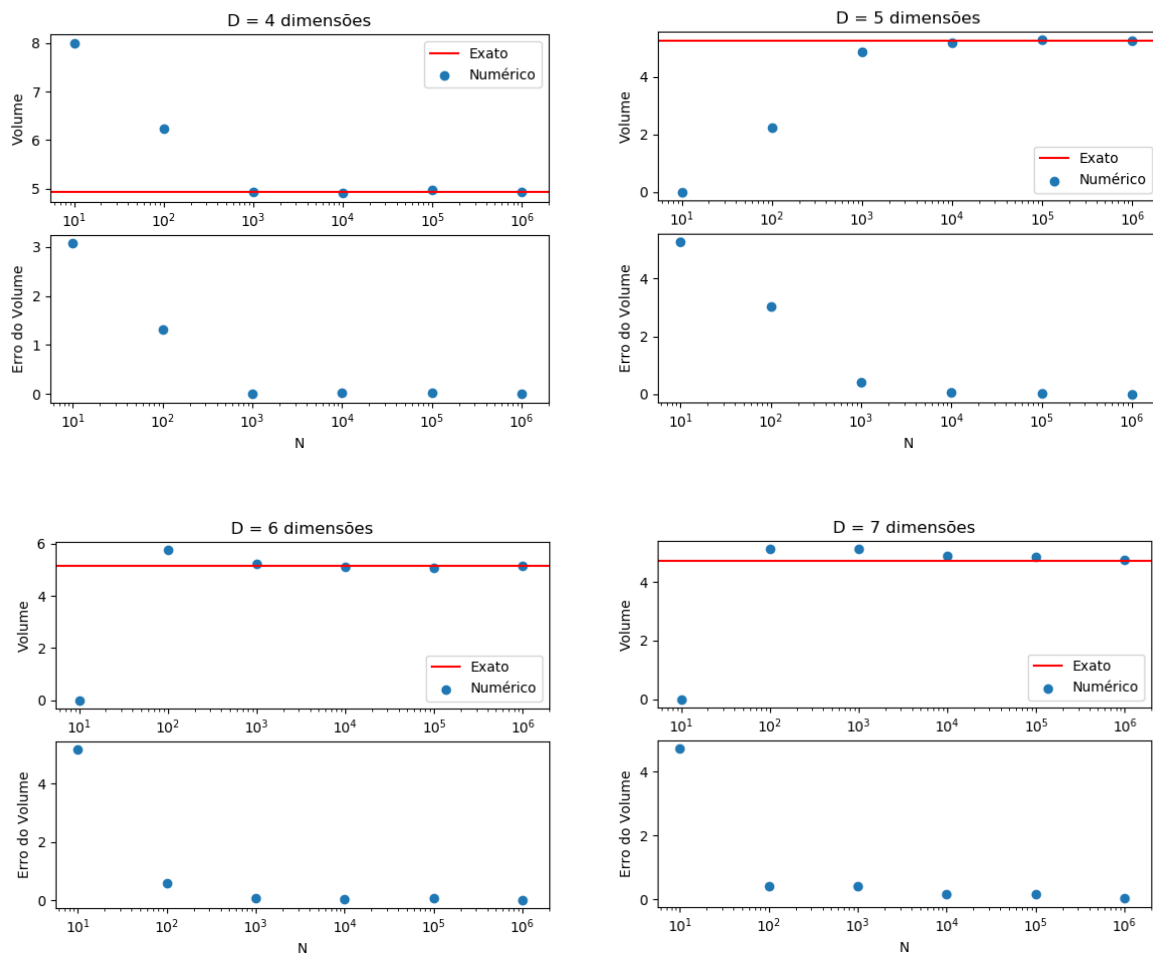 D = 4 dimensões
8
7
6
5
Volume
Exato
Numérico
10¹ 10² 10³ 10⁴ 10⁵ 10⁶
3
2
1
0
Erro do Volume
10¹ 10² 10³ 10⁴ 10⁵ 10⁶
N
D = 5 dimensões
4
2
0
Volume
Exato
Numérico
10¹ 10² 10³ 10⁴ 10⁵ 10⁶
4
2
0
Erro do Volume
10¹ 10² 10³ 10⁴ 10⁵ 10⁶
N
D = 6 dimensões
6
4
2
0
Volume
Exato
Numérico
10¹ 10² 10³ 10⁴ 10⁵ 10⁶
4
2
0
Erro do Volume
10¹ 10² 10³ 10⁴ 10⁵ 10⁶
N
D = 7 dimensões
4
2
0
Volume
Exato
Numérico
10¹ 10² 10³ 10⁴ 10⁵ 10⁶
4
2
0
Erro do Volume
10¹ 10² 10³ 10⁴ 10⁵ 10⁶
N